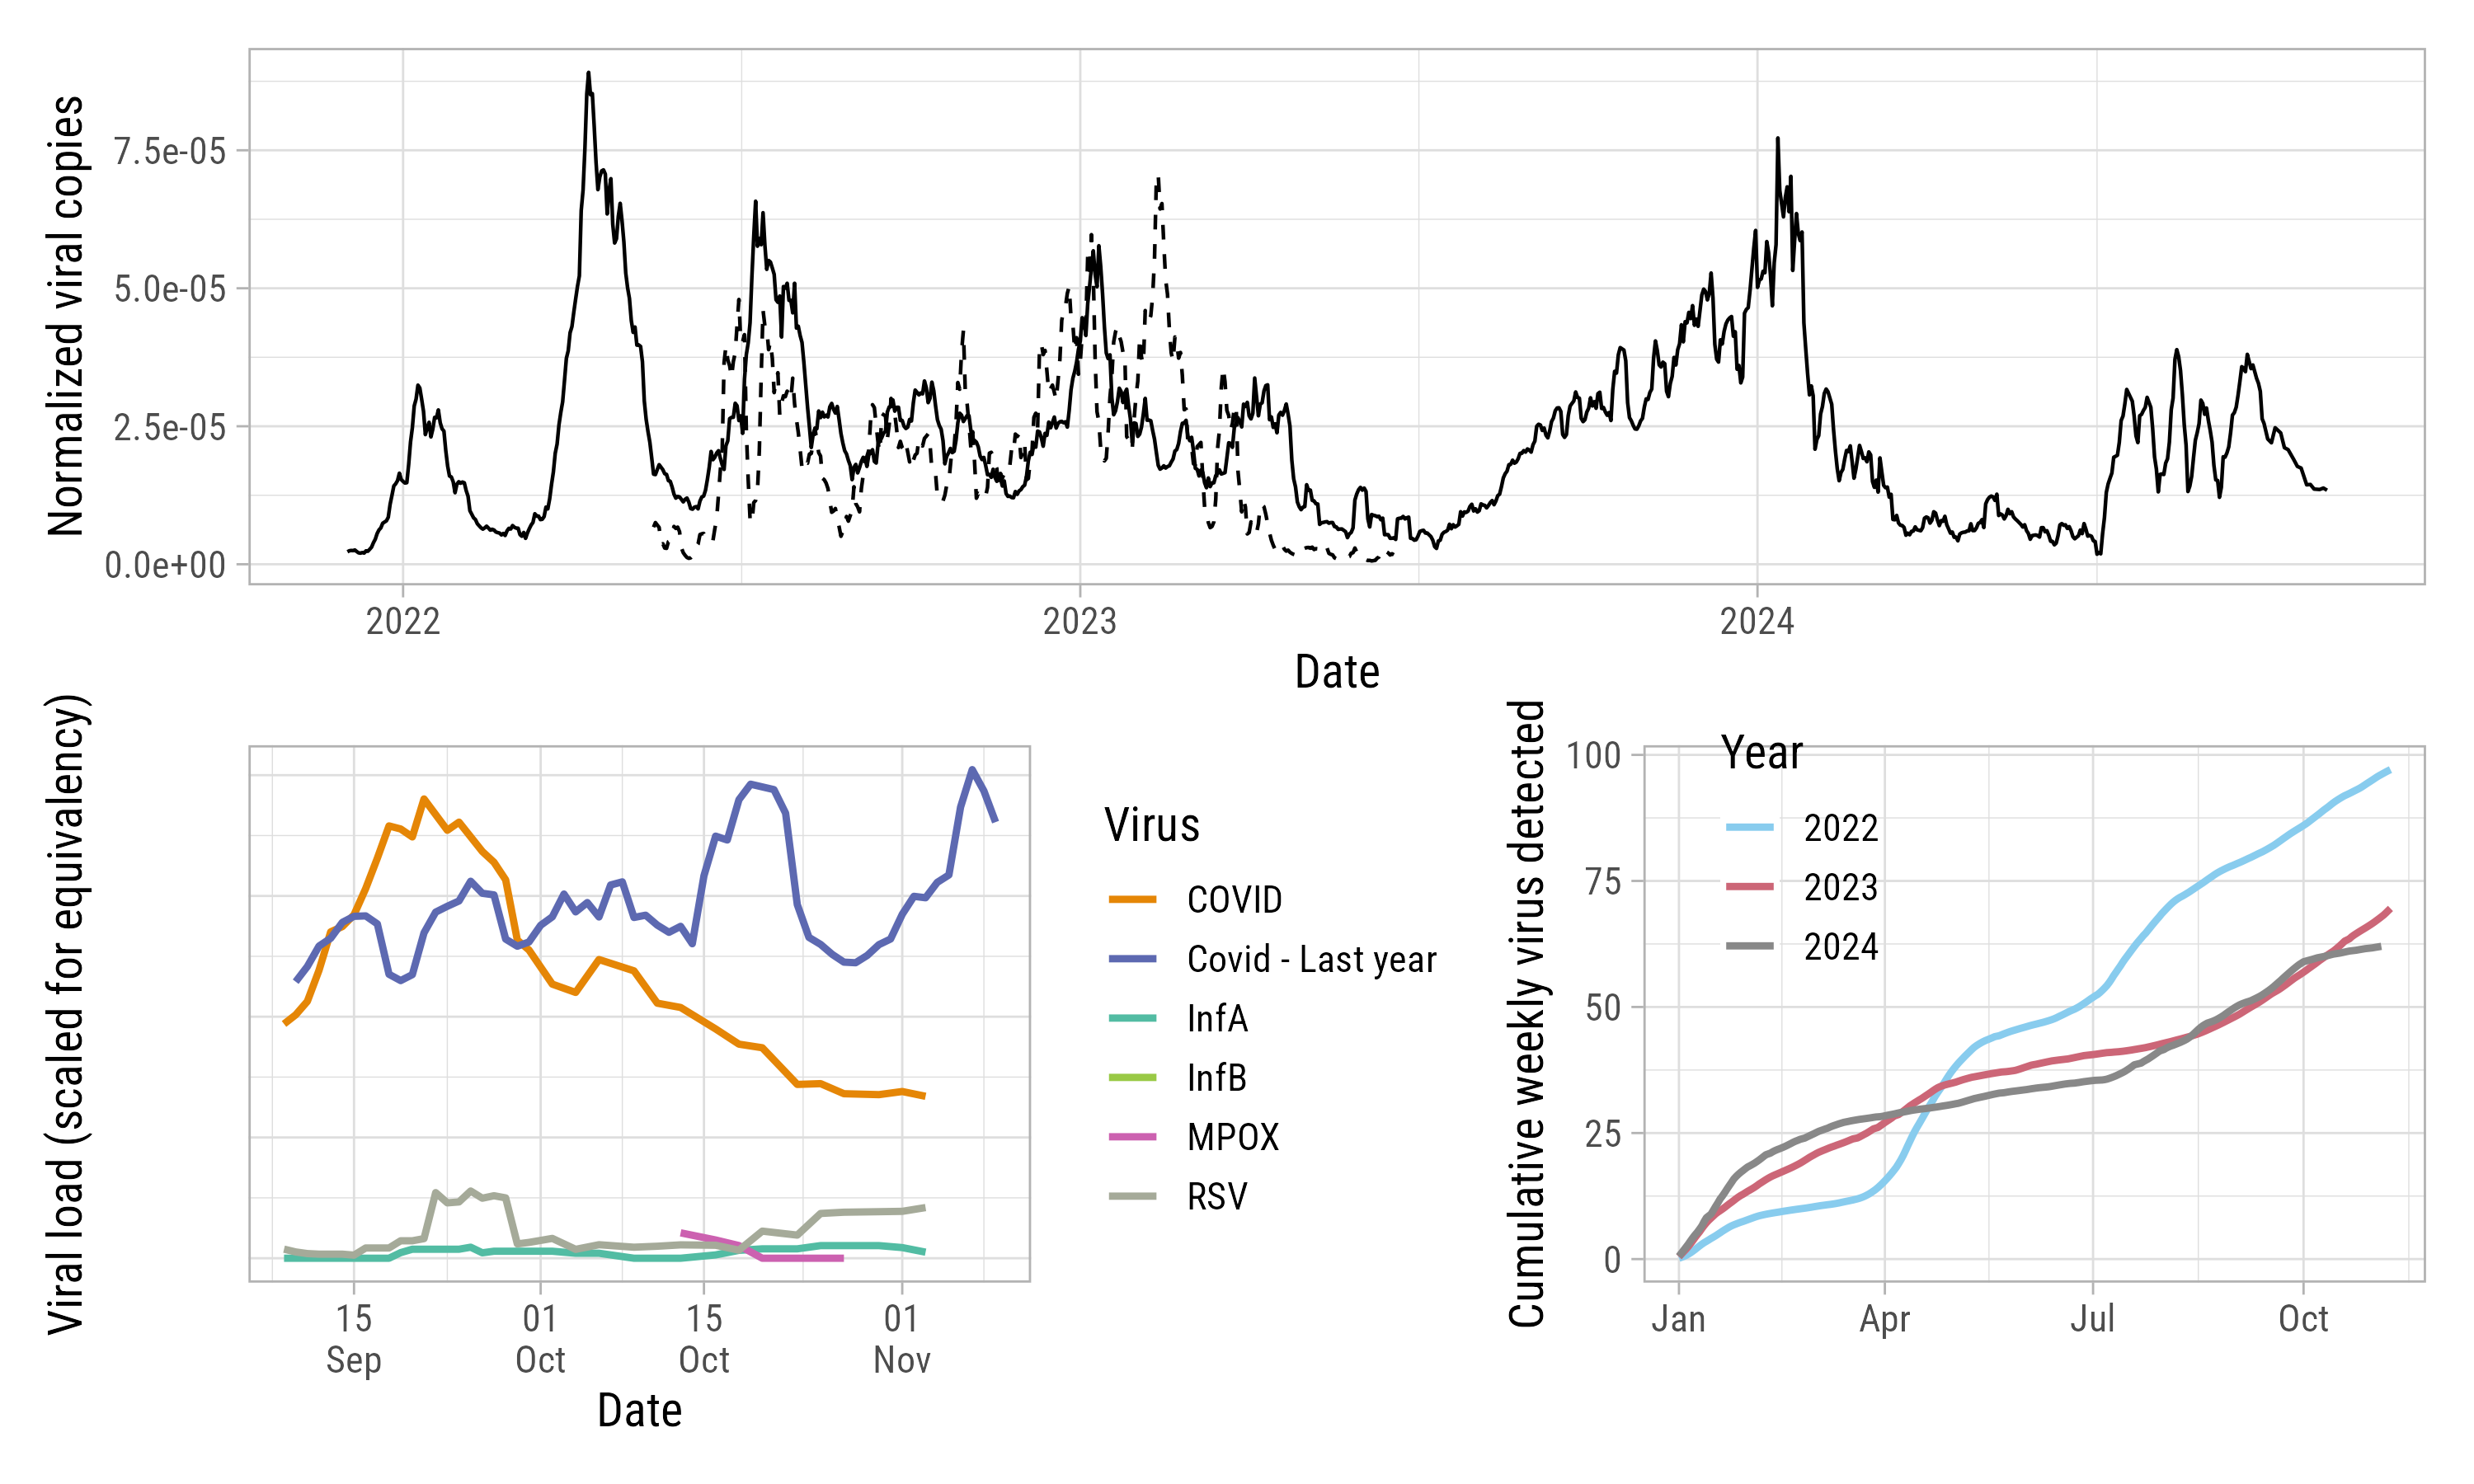 Normalized viral copies
7.5e-05
5.0e-05
2.5e-05
0.0e+00
2022
2023
2024
Date
Viral load (scaled for equivalency)
15
Sep
01
Oct
15
Oct
01
Nov
Date
Virus
COVID
Covid - Last year
InfA
InfB
MPOX
RSV
Cumulative weekly virus detected
100
75
50
25
0
Year
2022
2023
2024
Jan
Apr
Jul
Oct